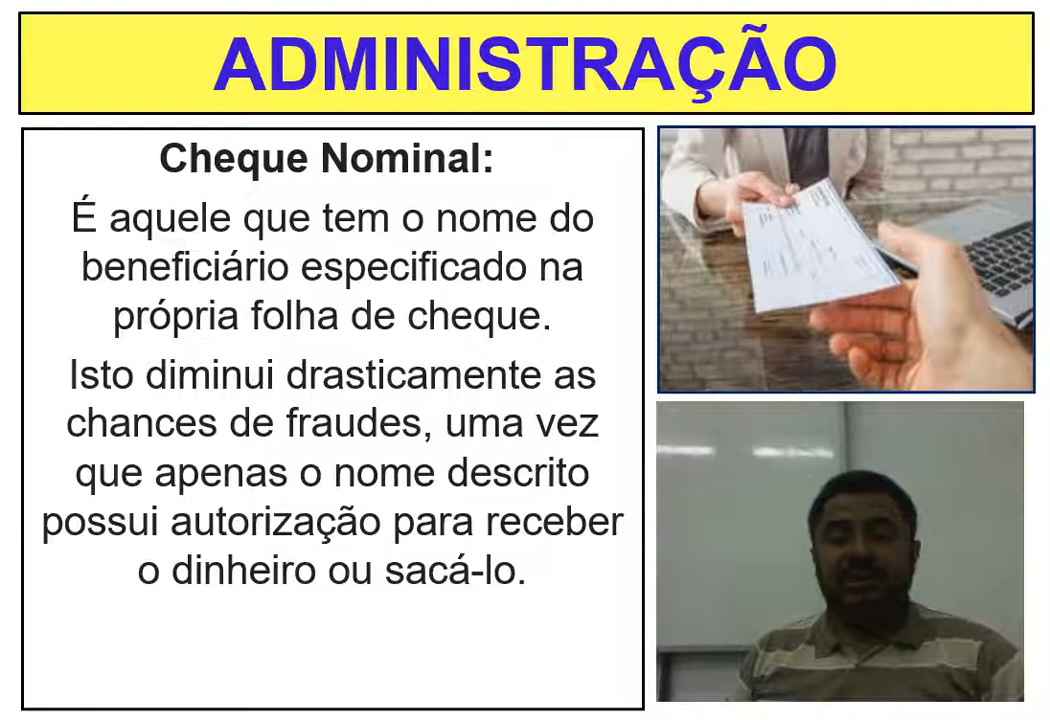 ADMINISTRAÇÃO
Cheque Nominal:
É aquele que tem o nome do
beneficiário especificado na
própria folha de cheque.
Isto diminui drasticamente as
chances de fraudes, uma vez
que apenas o nome descrito
possui autorização para receber
o dinheiro ou sacá-lo.